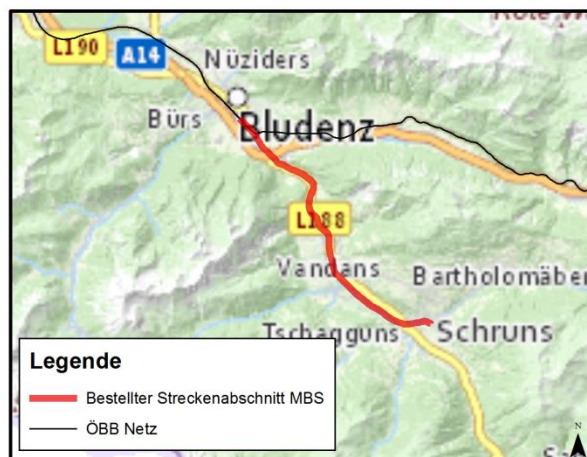 L190
A14
Nüziders
Bürs
Bludenz
L188
Vandans
Bartholomäber
Tschagguns
Schruns
Legende
Bestellter Streckenabschnitt MBS
ÖBB Netz
N